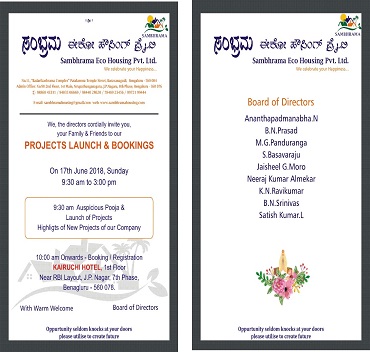 SAMBHRAMA
ಸಂಭ್ರಮ ಈಕೋ ಹೌಸಿಂಗ್ ಪ್ರೈ.ಲಿ
Sambhrama Eco Housing Pvt. Ltd.
We celebrate your Happyness...
We, the directors cordially invite you,
your Family & Friends to our
PROJECTS LAUNCH & BOOKINGS
On 17th June 2018, Sunday
9:30 am to 3:00 pm
9:30 am Auspicious Pooja &
Launch of Projects
Highligts of New Projects of our Company
10:00 am Onwards - Booking / Registration
KAIRUCHI HOTEL, 1st Floor
Near RBI Layout, J.P. Nagar, 7th Phase,
Benagluru - 560 078.
With Warm Welcome
Board of Directors
Opportunity seldom knocks at your doors
please utilise to create future
SAMBHRAMA
ಸಂಭ್ರಮ ಈಕೋ ಹೌಸಿಂಗ್ ಪ್ರೈ.ಲಿ
Sambhrama Eco Housing Pvt. Ltd.
We celebrate your Happyness...
Board of Directors
Ananthapadmanabha.N
B.N.Prasad
M.G.Panduranga
S.Basavaraju
Jaisheel G.Moro
Neeraj Kumar Almekar
K.N.Ravikumar
B.N.Srinivas
Satish Kumar.L
Opportunity seldom knocks at your doors
please utilise to create future